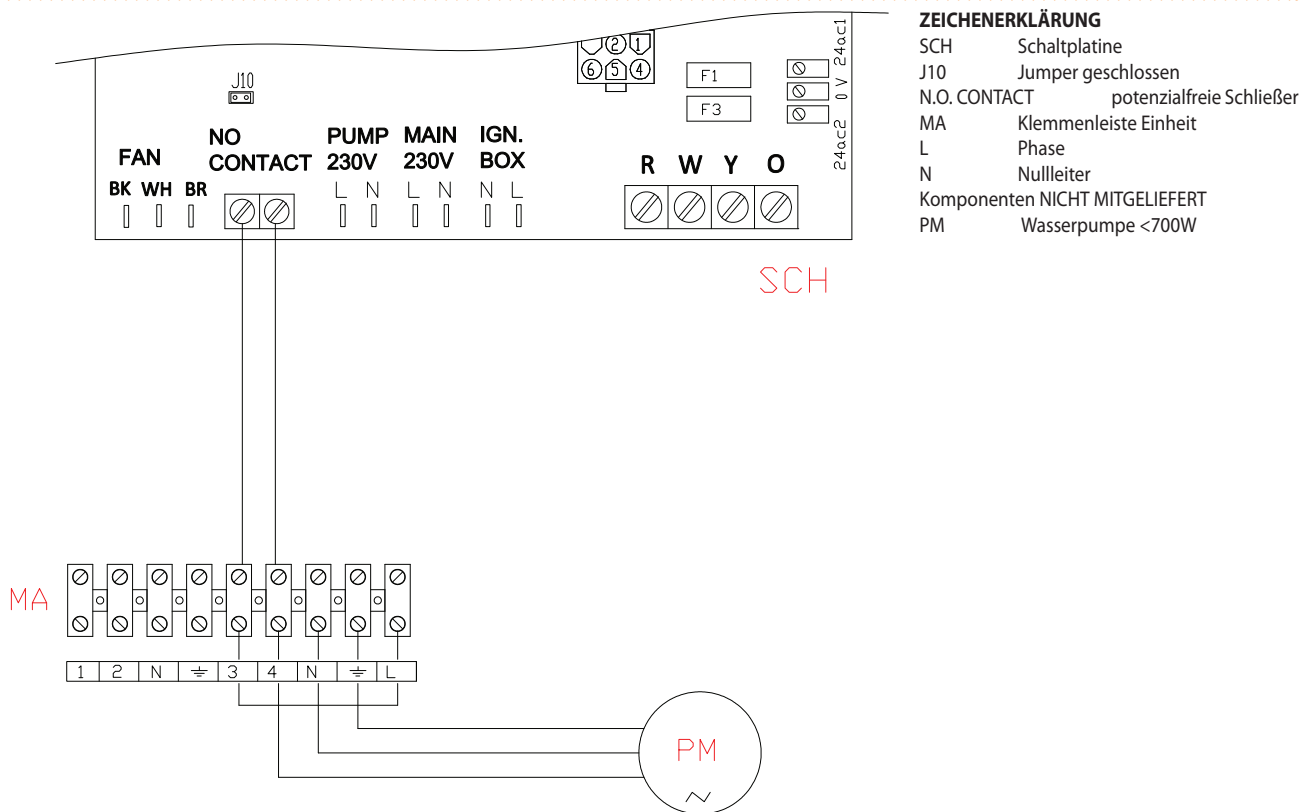 ZEICHENERKLÄRUNG
SCH Schaltplatine
J10 Jumper geschlossen
N.O. CONTACT potenzialfreie Schließer
MA Klemmenleiste Einheit
L Phase
N Nullleiter
Komponenten NICHT MITGELIEFERT
PM Wasserpumpe <700W
2 1
6 5 4
J10
F1
F3
24ac2 0 V 24ac1
FAN
BK WH BR
NO
CONTACT
PUMP
230V
L N
MAIN
230V
L N
IGN.
BOX
N L
R W Y O
SCH
MA
1 2 N ⏚ 3 4 N ⏚ L
PM
~